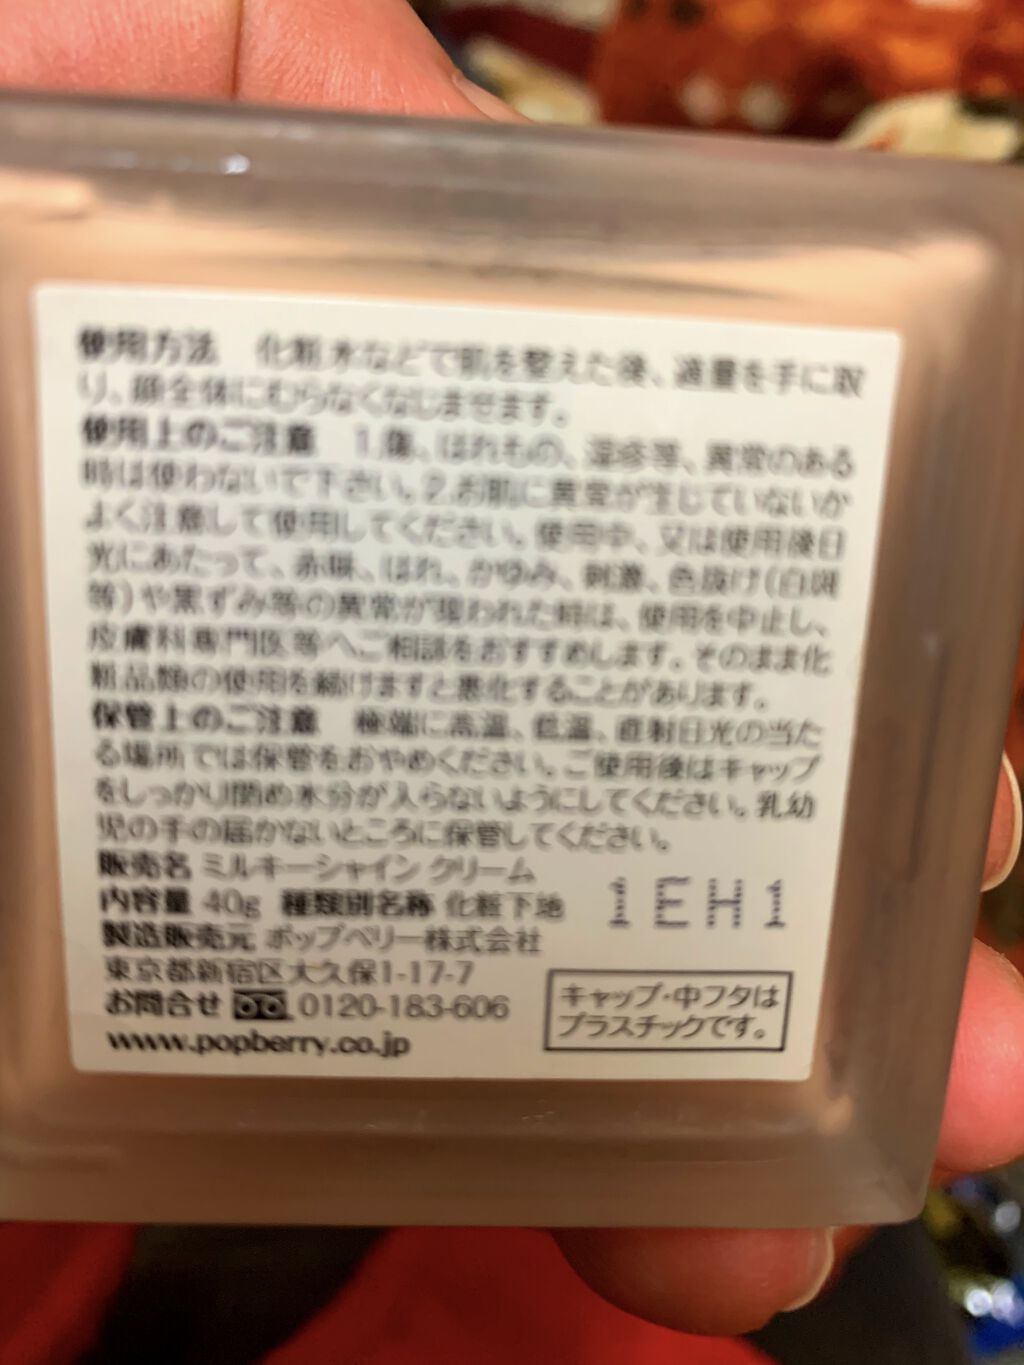 使用方法　化粧水などで肌を整えた後、適量を手に取
り、顔全体にむらなくなじませます。
使用上のご注意　1.傷、はれもの、湿疹等、異常のある
時は使わないで下さい。2.お肌に異常が生じていないか
よく注意して使用してください。使用中、又は使用後日
光にあたって、赤味、はれ、かゆみ、刺激、色抜け(白斑
等)や黒ずみ等の異常が現われた時は、使用を中止し、
皮膚科専門医等へご相談をおすすめします。そのまま化
粧品類の使用を続けますと悪化することがあります。
保管上のご注意　極端に高温、低温、直射日光の当た
る場所では保管をおやめください。ご使用後はキャップ
をしっかり閉め水分が入らないようにしてください。乳幼
児の手の届かないところに保管してください。
販売名 ミルキーシャイン クリーム
内容量 40g 種類別名称 化粧下地
1EH1
製造販売元 ポップベリー株式会社
東京都新宿区大久保1-17-7
お問合せ 0120-183-606
www.popberry.co.jp
キャップ・中フタは
プラスチックです。